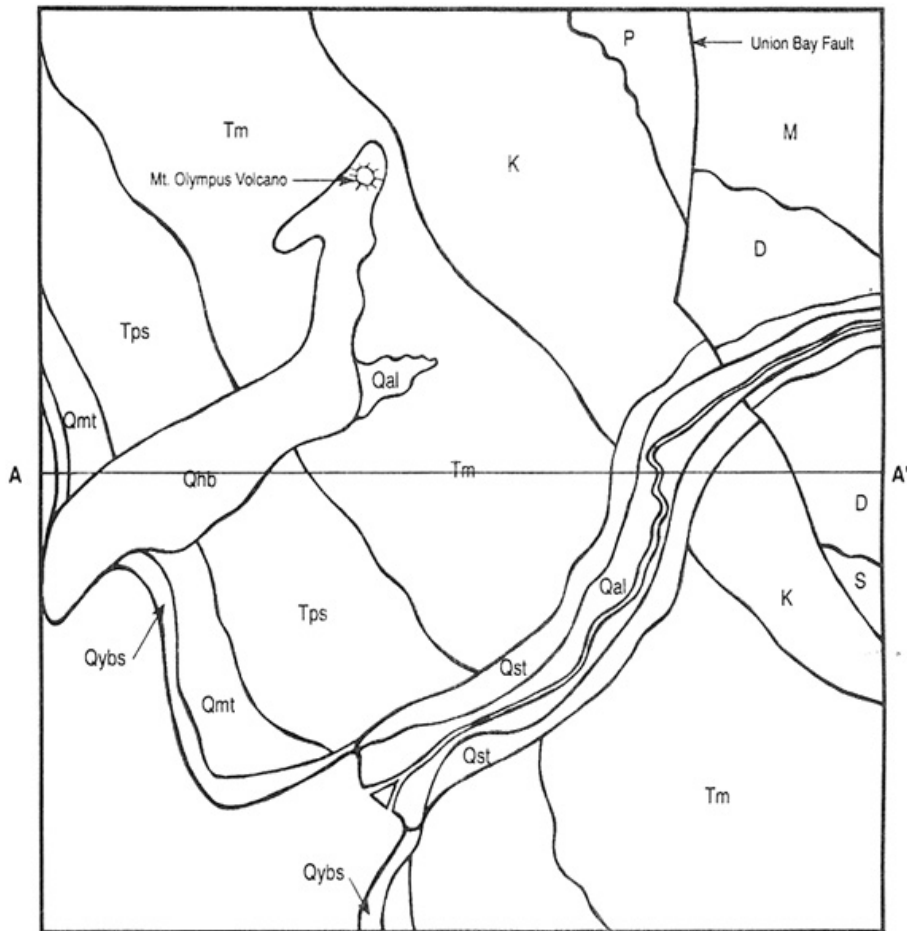 P
Union Bay Fault
Tm
M
K
Mt. Olympus Volcano
D
Tps
Qal
Qmt
A
Qhb
Tm
A'
D
S
Qal
K
Tps
Qybs
Qst
Qmt
Qst
Tm
Qybs